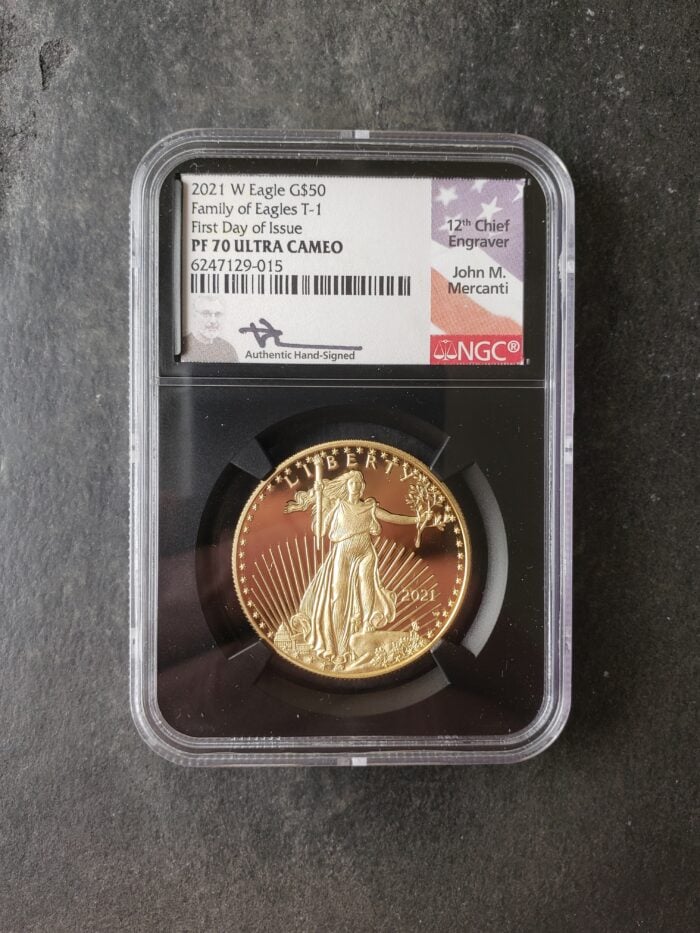 2021 W Eagle G$50
Family of Eagles T-1
First Day of Issue
PF 70 ULTRA CAMEO
6247129-015
Authentic Hand-Signed
12th Chief
Engraver
John M.
Mercanti
NGC®
LIBERTY
2021